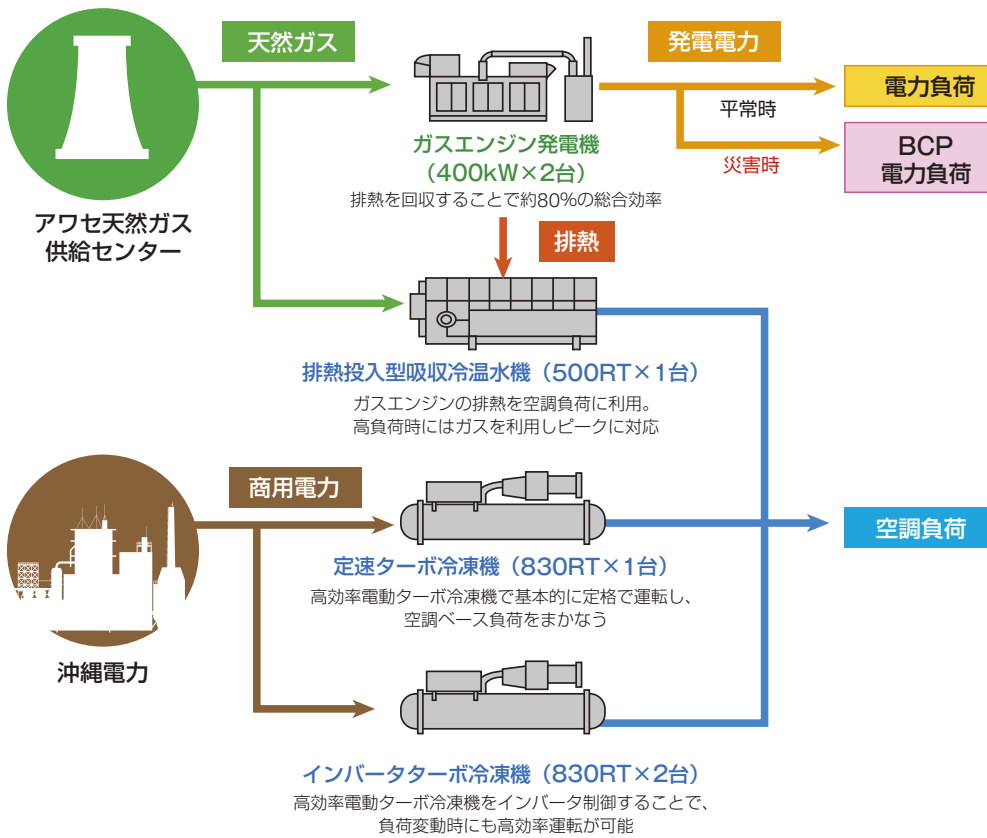 天然ガス
発電電力
電力負荷
平常時
BCP
電力負荷
災害時
ガスエンジン発電機
（400kW×2台）
排熱を回収することで約80%の総合効率
アワセ天然ガス
供給センター
排熱
排熱投入型吸収冷温水機（500RT×1台）
ガスエンジンの排熱を空調負荷に利用。
高負荷時にはガスを利用しピークに対応
商用電力
空調負荷
定速ターボ冷凍機（830RT×1台）
高効率電動ターボ冷凍機で基本的に定格で運転し、
空調ベース負荷をまかなう
沖縄電力
インバータターボ冷凍機（830RT×2台）
高効率電動ターボ冷凍機をインバータ制御することで、
負荷変動時にも高効率運転が可能